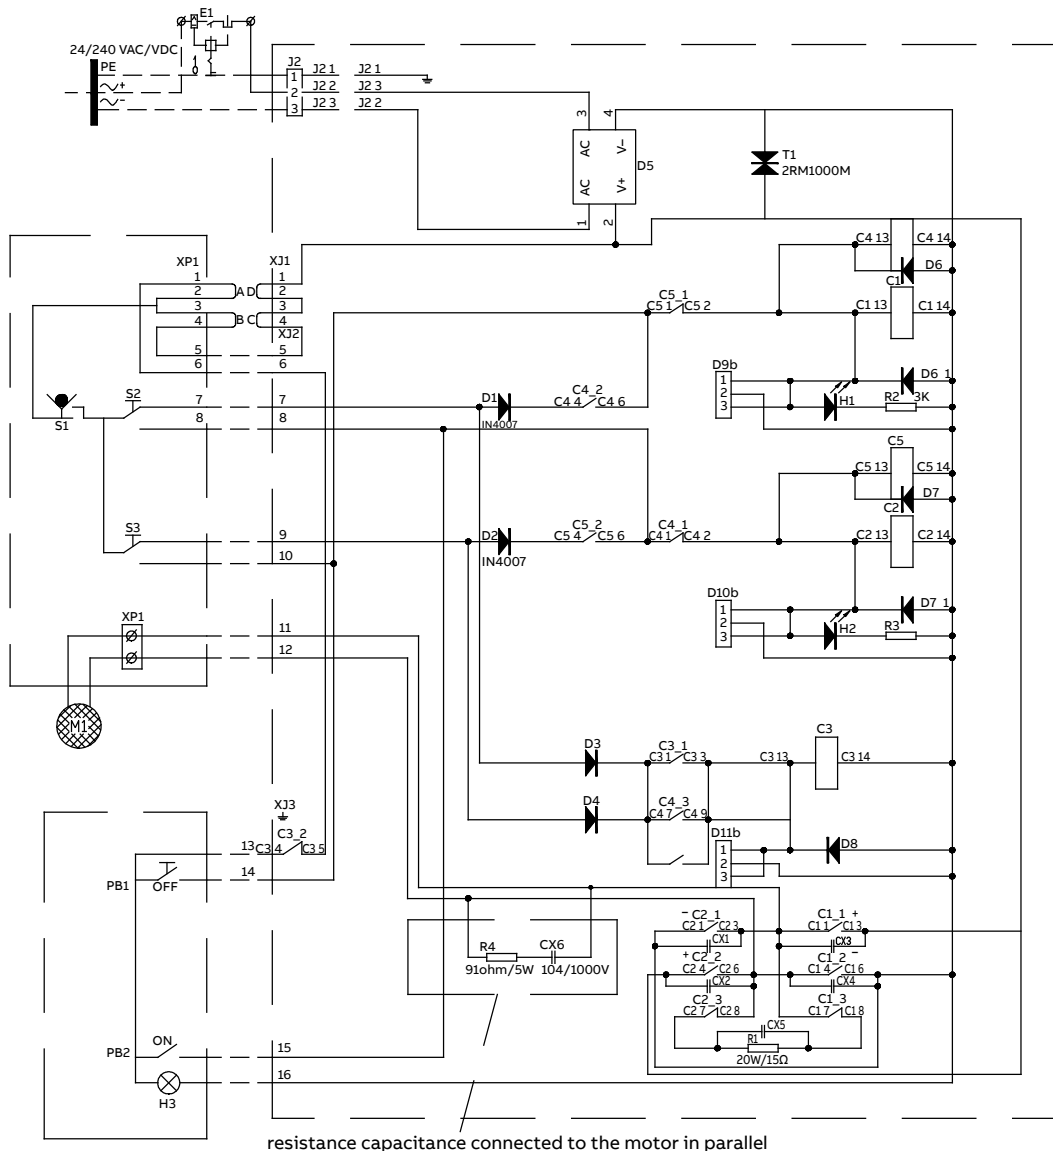 E1
24/240 VAC/VDC
PE
+
-
J2
1
2
3
J2 1
J2 2
J2 3
J2 1
J2 3
J2 2
3
4
AC
V-
AC
V+
D5
1
2
T1
2RM1000M
XP1
XJ1
1
2
3
4
5
6
A D
B C
1
2
3
4
XJ2
5
6
C4 13
C4 14
D6
C1
C1 13
C1 14
C5_1
C5 1
C5 2
D9b
1
2
3
D6 1
H1
R2
3K
S1
S2
7
8
7
8
D1
IN4007
C4_2
C4 4
C4 6
C5
C5 13
C5 14
D7
C2
C2 13
C2 14
S3
9
10
D2
IN4007
C5_2
C5 4
C5 6
C4_1
C4 1
C4 2
D10b
1
2
3
D7 1
H2
R3
XP1
11
12
M1
D3
C3_1
C3 1
C3 3
C3 13
C3
C3 14
D4
C4_3
C4 7
C4 9
D11b
1
2
3
D8
XJ3
C3_2
13
C3 4
C3 5
14
PB1
OFF
R4
91ohm/5W
CX6
104/1000V
-
C2_1
C2 1
C2 3
CX1
C1_1
+
C1 1
C1 3
CX3
+
C2_2
C2 4
C2 6
CX2
C1_2
-
C1 4
C1 6
CX4
C2_3
C2 7
C2 8
C1_3
C1 7
C1 8
CX5
R1
20W/15Ω
PB2
ON
15
16
H3
resistance capacitance connected to the motor in parallel